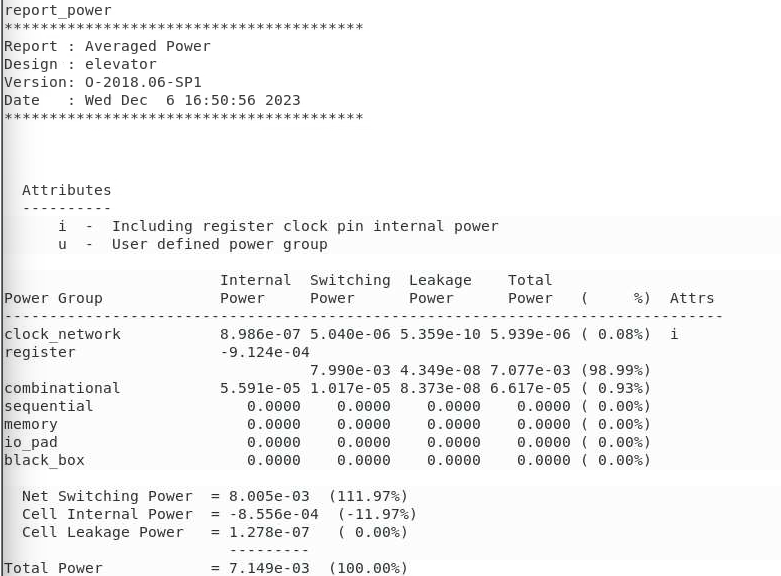 report_power
****************************************
Report : Averaged Power
Design : elevator
Version: O-2018.06-SP1
Date   : Wed Dec  6 16:50:56 2023
****************************************
  Attributes
  ----------
      i  -  Including register clock pin internal power
      u  -  User defined power group
                        Internal  Switching  Leakage    Total
Power Group             Power     Power      Power      Power   (     %)  Attrs
--------------------------------------------------------------------------------
clock_network           8.986e-07 5.040e-06 5.359e-10 5.939e-06 ( 0.08%)  i
register                -9.124e-04
                                  7.990e-03 4.349e-08 7.077e-03 (98.99%)
combinational           5.591e-05 1.017e-05 8.373e-08 6.617e-05 ( 0.93%)
sequential                 0.0000    0.0000    0.0000    0.0000 ( 0.00%)
memory                     0.0000    0.0000    0.0000    0.0000 ( 0.00%)
io_pad                     0.0000    0.0000    0.0000    0.0000 ( 0.00%)
black_box                  0.0000    0.0000    0.0000    0.0000 ( 0.00%)
  Net Switching Power  = 8.005e-03  (111.97%)
  Cell Internal Power  = -8.556e-04  (-11.97%)
  Cell Leakage Power   = 1.278e-07   ( 0.00%)
                         ---------
Total Power            = 7.149e-03  (100.00%)